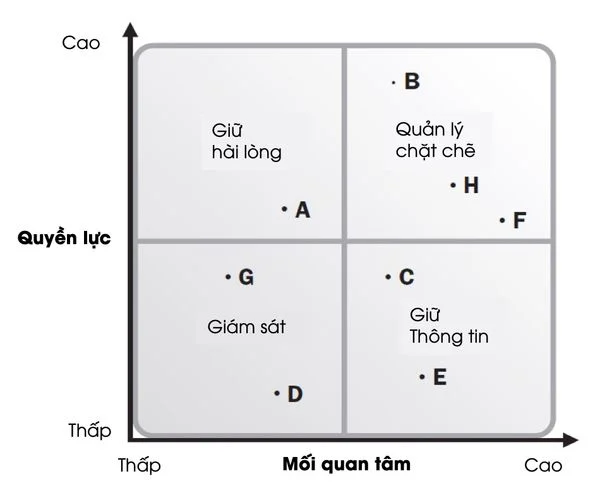 Cao
B
Giữ
hài lòng
Quản lý
chặt chẽ
H
A
F
Quyền lực
G
C
Giám sát
Giữ
Thông tin
E
D
Thấp
Thấp
Mối quan tâm
Cao